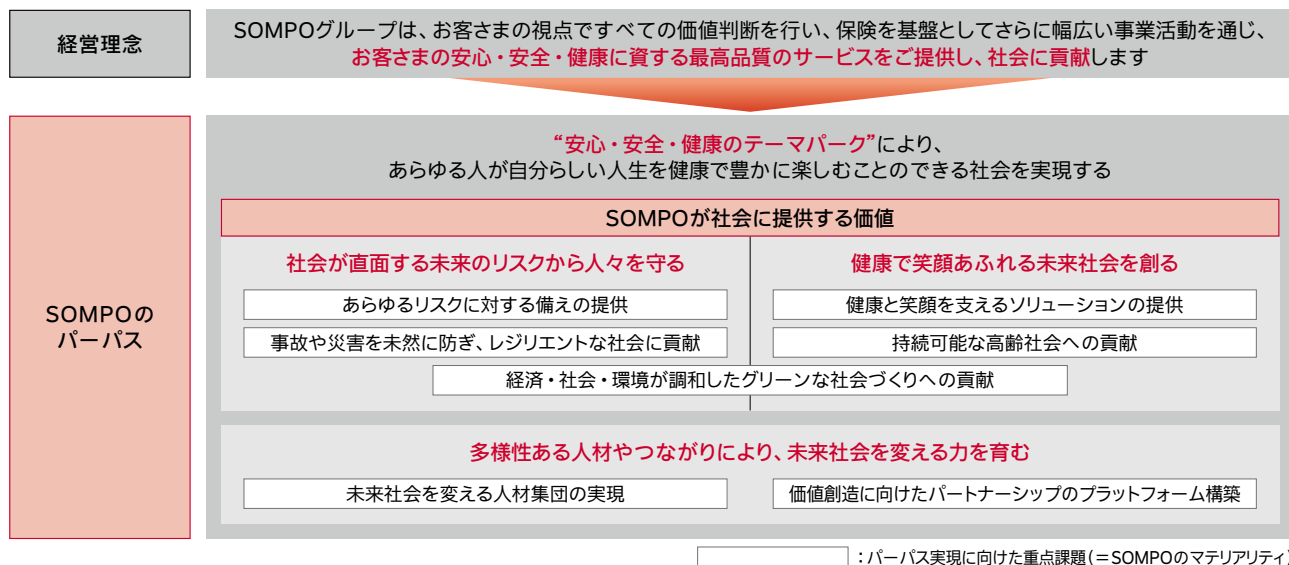 経営理念
SOMPOグループは、お客さまの視点ですべての価値判断を行い、保険を基盤としてさらに幅広い事業活動を通じ、
お客さまの安心・安全・健康に資する最高品質のサービスをご提供し、社会に貢献します
SOMPOの
パーパス
“安心・安全・健康のテーマパーク”により、
あらゆる人が自分らしい人生を健康で豊かに楽しむことのできる社会を実現する
SOMPOが社会に提供する価値
社会が直面する未来のリスクから人々を守る
あらゆるリスクに対する備えの提供
事故や災害を未然に防ぎ、レジリエントな社会に貢献
健康で笑顔あふれる未来社会を創る
健康と笑顔を支えるソリューションの提供
持続可能な高齢社会への貢献
経済・社会・環境が調和したグリーンな社会づくりへの貢献
多様性ある人材やつながりにより、未来社会を変える力を育む
未来社会を変える人材集団の実現
価値創造に向けたパートナーシップのプラットフォーム構築
：パーパス実現に向けた重点課題（＝SOMPOのマテリアリティ）